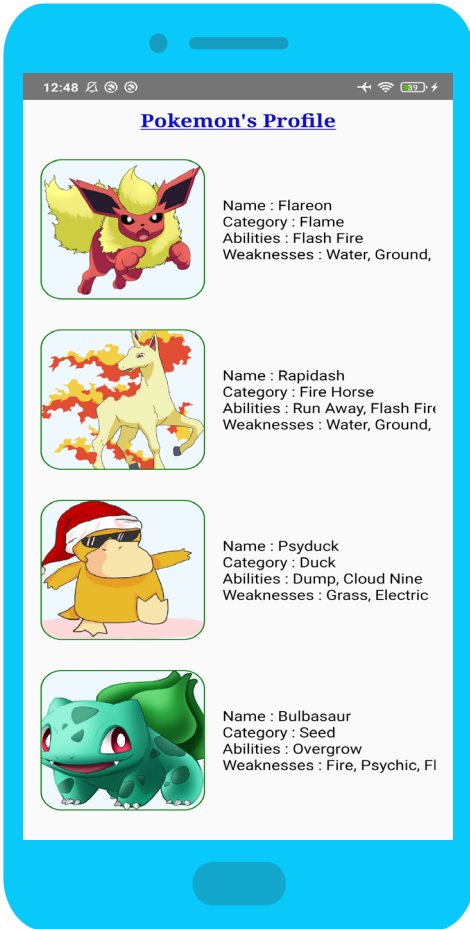 12:48
39
Pokemon's Profile
Name : Flareon
Category : Flame
Abilities : Flash Fire
Weaknesses : Water, Ground,
Name : Rapidash
Category : Fire Horse
Abilities : Run Away, Flash Fire
Weaknesses : Water, Ground,
Name : Psyduck
Category : Duck
Abilities : Dump, Cloud Nine
Weaknesses : Grass, Electric
Name : Bulbasaur
Category : Seed
Abilities : Overgrow
Weaknesses : Fire, Psychic,